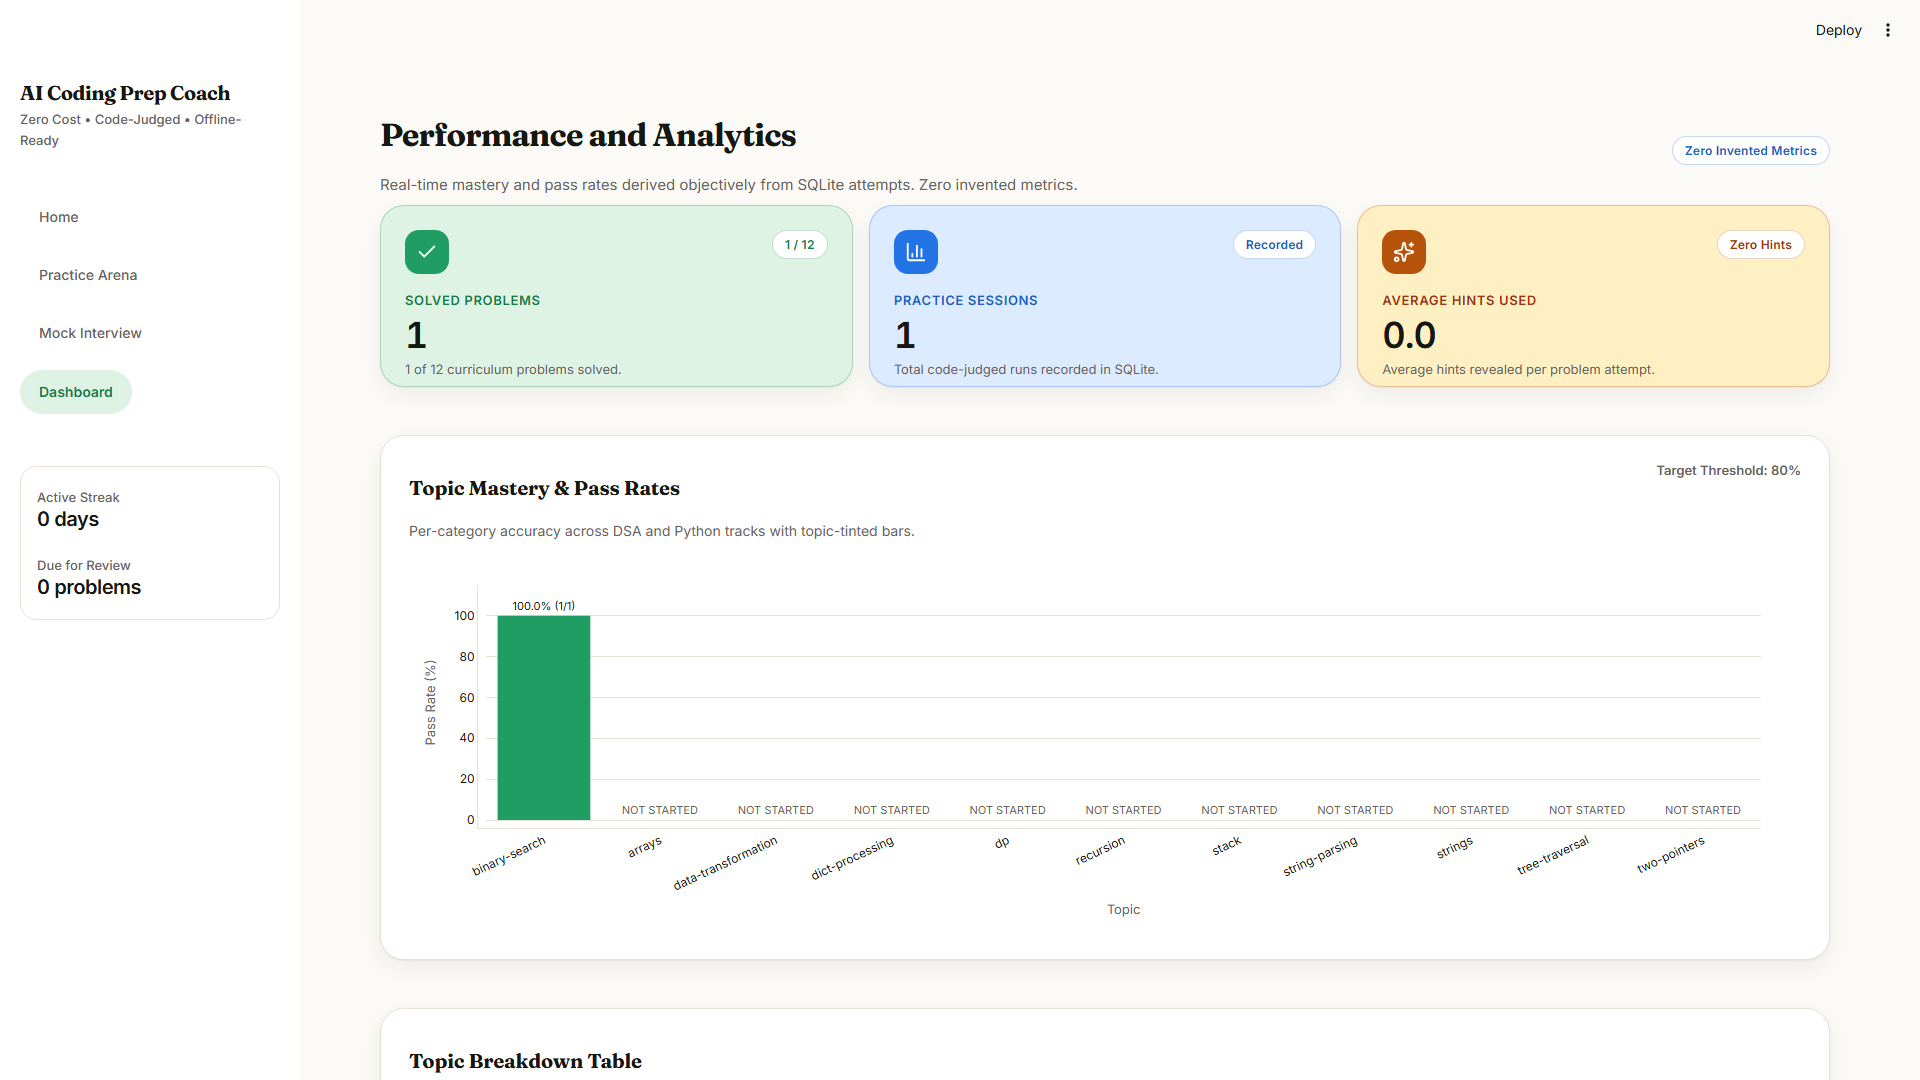 Deploy
AI Coding Prep Coach
Zero Cost • Code-Judged • Offline-
Ready
Home
Practice Arena
Mock Interview
Dashboard
Active Streak
0 days
Due for Review
0 problems
Performance and Analytics
Zero Invented Metrics
Real-time mastery and pass rates derived objectively from SQLite attempts. Zero invented metrics.
1 / 12
SOLVED PROBLEMS
1
1 of 12 curriculum problems solved.
Recorded
PRACTICE SESSIONS
1
Total code-judged runs recorded in SQLite.
Zero Hints
AVERAGE HINTS USED
0.0
Average hints revealed per problem attempt.
Target Threshold: 80%
Topic Mastery & Pass Rates
Per-category accuracy across DSA and Python tracks with topic-tinted bars.
Pass Rate (%)
100
80
60
40
20
0
100.0% (1/1)
NOT STARTED
NOT STARTED
NOT STARTED
NOT STARTED
NOT STARTED
NOT STARTED
NOT STARTED
NOT STARTED
NOT STARTED
NOT STARTED
binary-search
arrays
data-transformation
dict-processing
dp
recursion
stack
string-parsing
strings
tree-traversal
two-pointers
Topic
Topic Breakdown Table